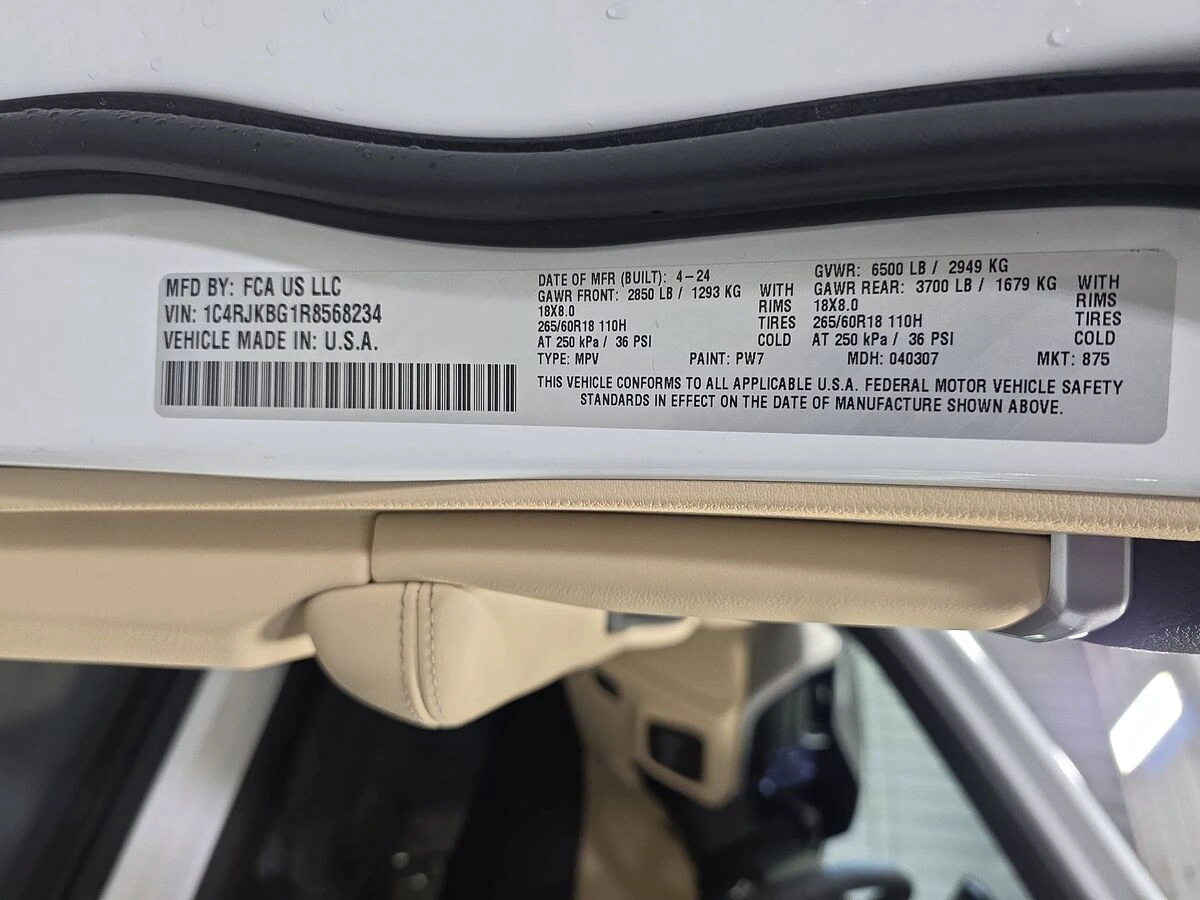 MFD BY: FCA US LLC
VIN: 1C4RJKBG1R8568234
VEHICLE MADE IN: U.S.A.
DATE OF MFR (BUILT): 4-24
GAWR FRONT: 2850 LB / 1293 KG WITH
18X8.0 RIMS
265/60R18 110H TIRES
AT 250 kPa / 36 PSI COLD
GVWR: 6500 LB / 2949 KG
GAWR REAR: 3700 LB / 1679 KG WITH
18X8.0 RIMS
265/60R18 110H TIRES
AT 250 kPa / 36 PSI COLD
TYPE: MPV PAINT: PW7 MDH: 040307 MKT: 875
THIS VEHICLE CONFORMS TO ALL APPLICABLE U.S.A. FEDERAL MOTOR VEHICLE SAFETY
STANDARDS IN EFFECT ON THE DATE OF MANUFACTURE SHOWN ABOVE.